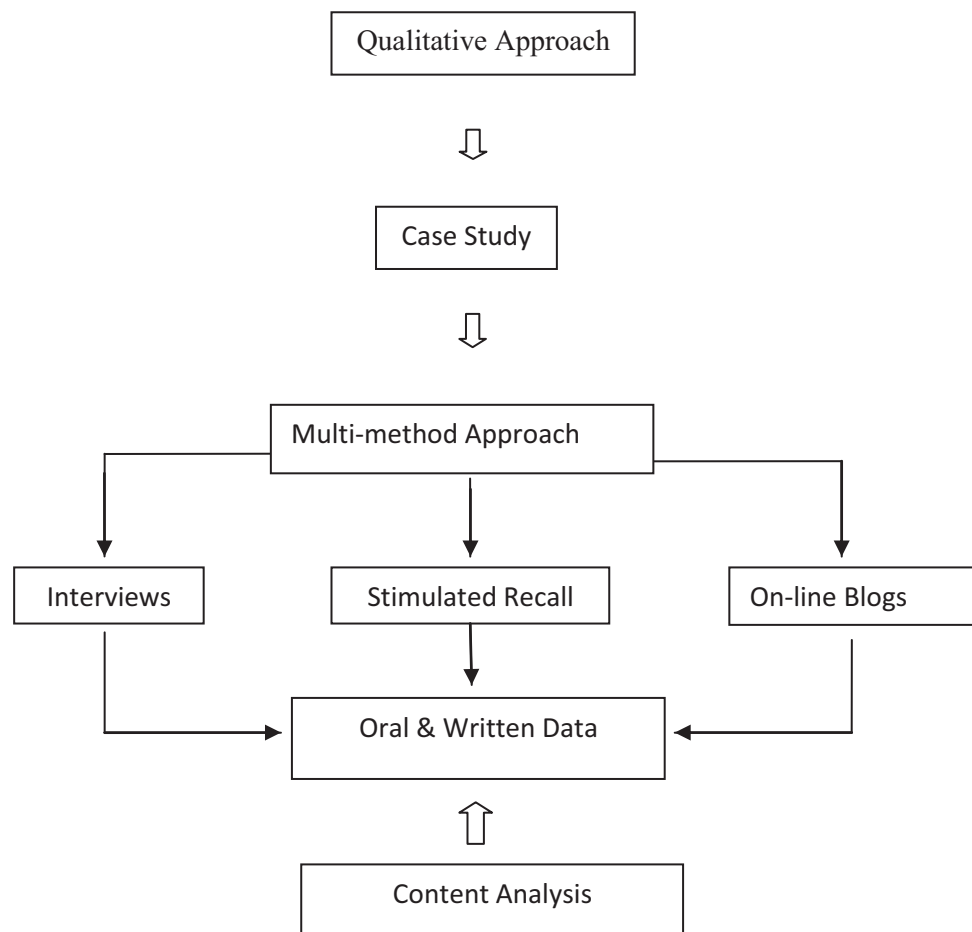 Qualitative Approach
Case Study
Multi-method Approach
Interviews
Stimulated Recall
On-line Blogs
Oral & Written Data
Content Analysis